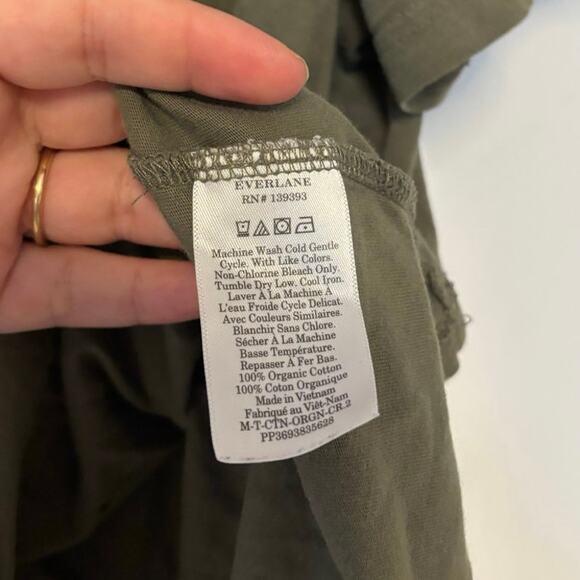 EVERLANE
RN# 139393
Machine Wash Cold Gentle
Cycle. With Like Colors.
Non-Chlorine Bleach Only.
Tumble Dry Low. Cool Iron.
Laver À La Machine À
L'eau Froide Cycle Delicat.
Avec Couleurs Similaires.
Blanchir Sans Chlore.
Sécher À La Machine
Basse Température.
Repasser À Fer Bas.
100% Organic Cotton
100% Coton Organique
Made in Vietnam
Fabriqué au Viêt-Nam
M-T-CTN-ORGN-CR.2
PP3693835628